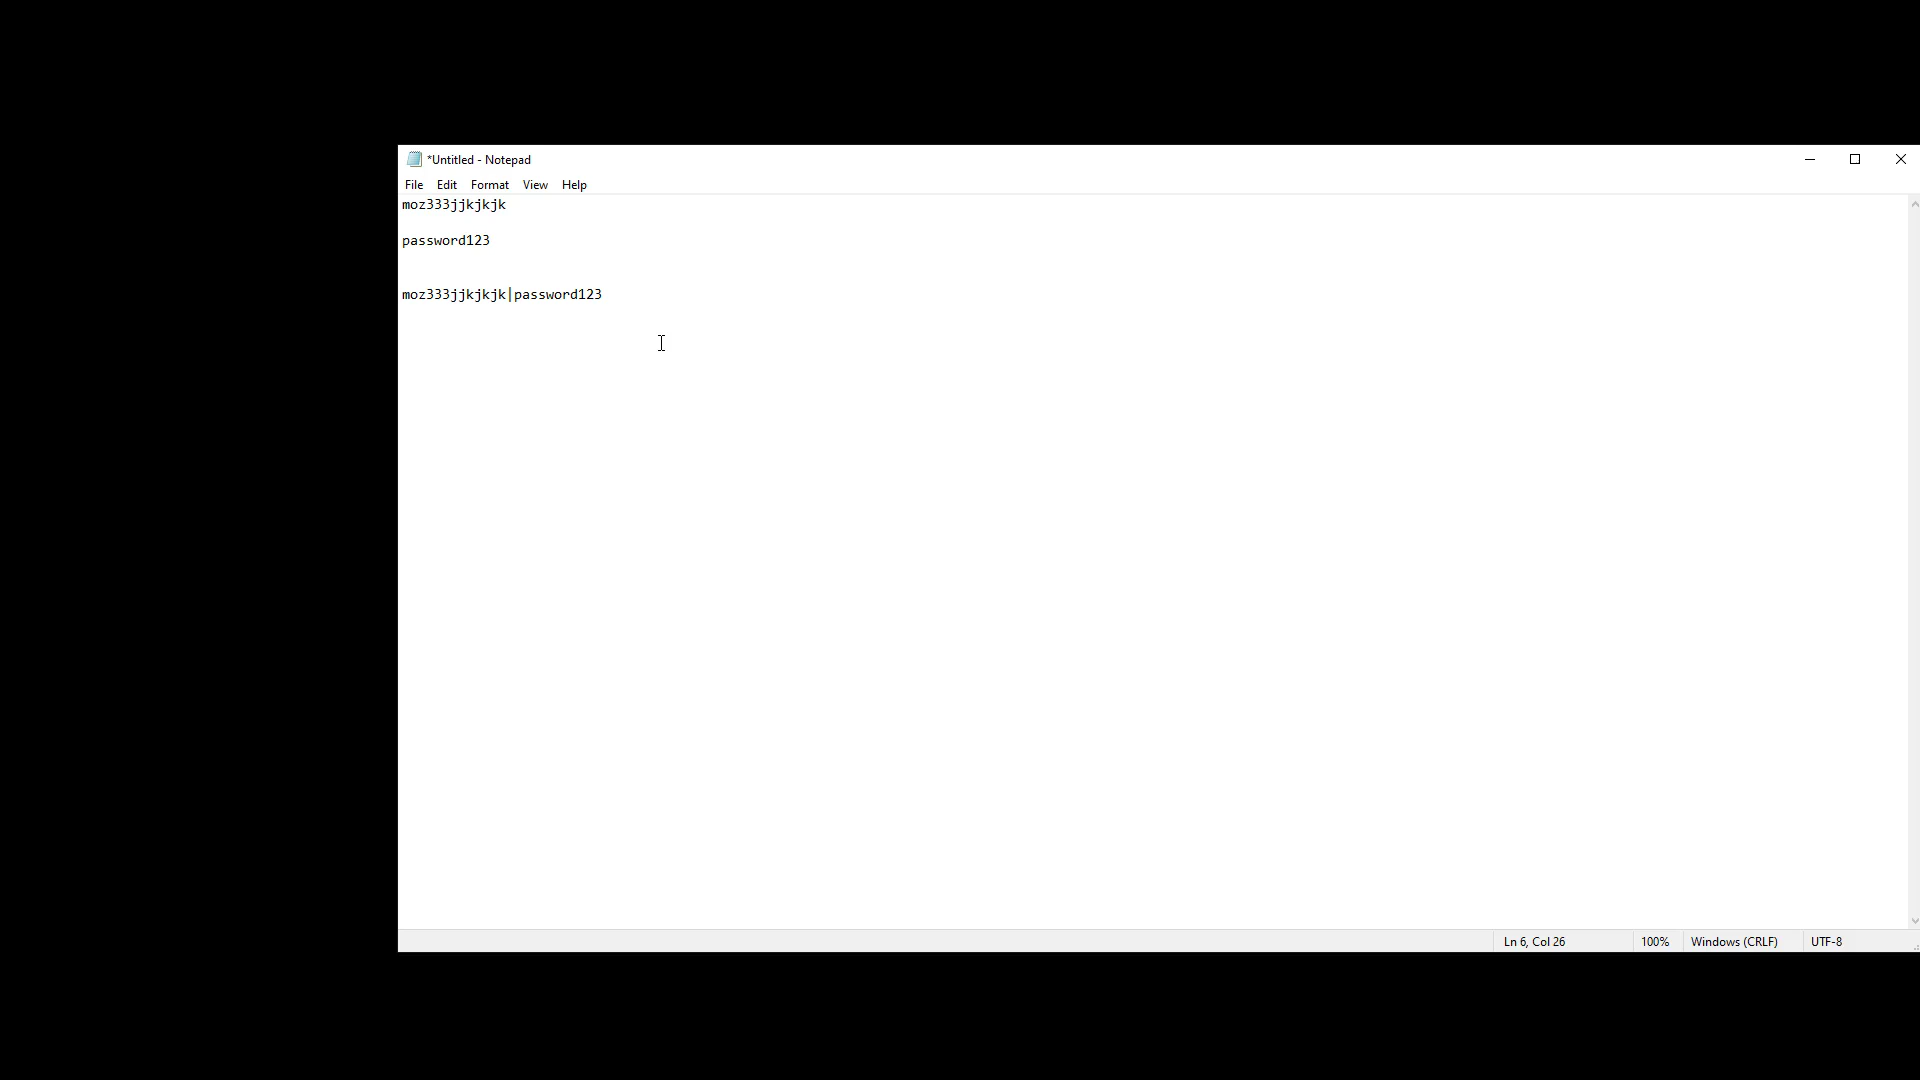 *Untitled - Notepad
File Edit Format View Help
moz333jjkjkjk
password123
moz333jjkjkjk|password123
Ln 6, Col 26 100% Windows (CRLF) UTF-8